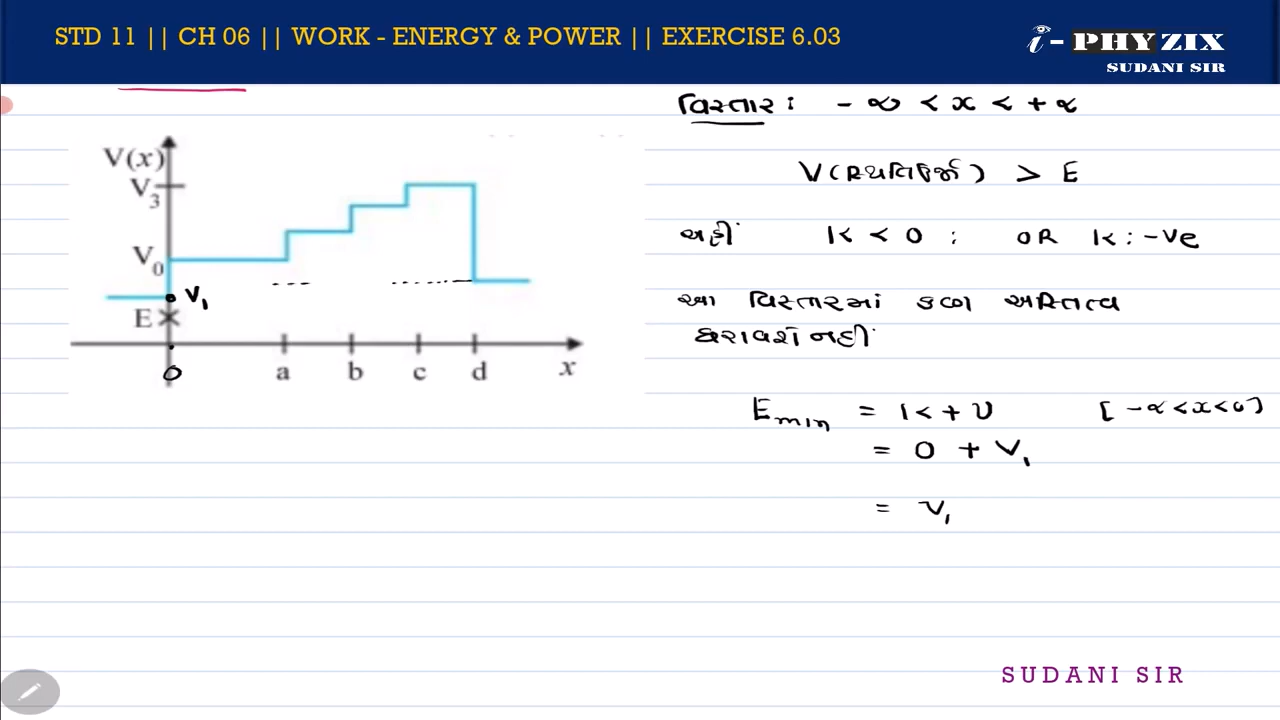 STD 11 || CH 06 || WORK - ENERGY & POWER || EXERCISE 6.03
i - PHYZIX
SUDANI SIR
V(x)
V3
V0
V1
E
0 a b c d x
વિસ્તાર : - ∞ < x < + ∞
V(સ્થિતિઊર્જા) > E
અહીં K < 0 : OR K : -ve
આ વિસ્તારમાં કણ અસ્તિત્વ
ધરાવશે નહીં
Emin = K + U [ -∞ < x < 0 ]
= 0 + V1
= V1
SUDANI SIR